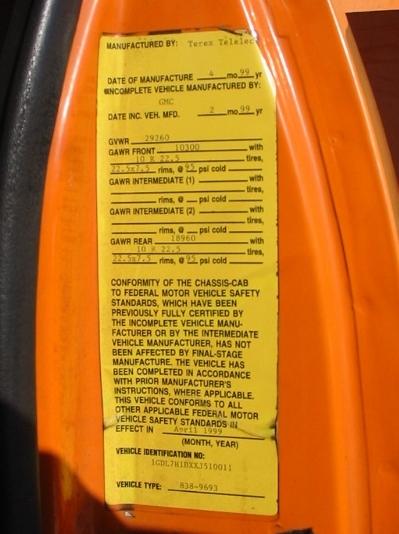 MANUFACTURED BY: Terex Telelect
DATE OF MANUFACTURE 4 mo. 99 yr
INCOMPLETE VEHICLE MANUFACTURED BY:
GMC
DATE INC. VEH. MFD. 2 mo. 99 yr
GVWR 29260
GAWR FRONT 10300 with
10 R 22.5 tires,
22.5x7.5 rims, @ 95 psi cold
GAWR INTERMEDIATE (1) with
tires,
rims, @ psi cold
GAWR INTERMEDIATE (2) with
tires,
rims, @ psi cold
GAWR REAR 18960 with
10 R 22.5 tires,
22.5x7.5 rims, @ 95 psi cold
CONFORMITY OF THE CHASSIS-CAB
TO FEDERAL MOTOR VEHICLE SAFETY
STANDARDS, WHICH HAVE BEEN
PREVIOUSLY FULLY CERTIFIED BY
THE INCOMPLETE VEHICLE MANU-
FACTURER OR BY THE INTERMEDIATE
VEHICLE MANUFACTURER, HAS NOT
BEEN AFFECTED BY FINAL-STAGE
MANUFACTURE. THE VEHICLE HAS
BEEN COMPLETED IN ACCORDANCE
WITH PRIOR MANUFACTURER'S
INSTRUCTIONS, WHERE APPLICABLE.
THIS VEHICLE CONFORMS TO ALL
OTHER APPLICABLE FEDERAL MOTOR
VEHICLE SAFETY STANDARDS IN
EFFECT IN April 1999
(MONTH, YEAR)
VEHICLE IDENTIFICATION NO:
VEHICLE TYPE: 838-9693